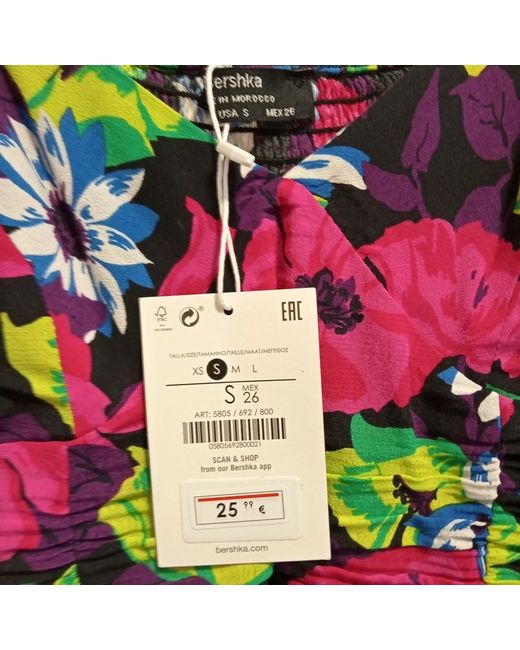 Bershka
IN MOROCCO
USA S MEX 26
FSC
EAC
TALLA/SIZE/TAMANHO/TAILLE/MAAT/ΜΕΓΕΘΟΣ
XS S M L
S MEX 26
ART: 5805 / 692 / 800
05805692800021
SCAN & SHOP
from our Bershka app
25 99 €
bershka.com